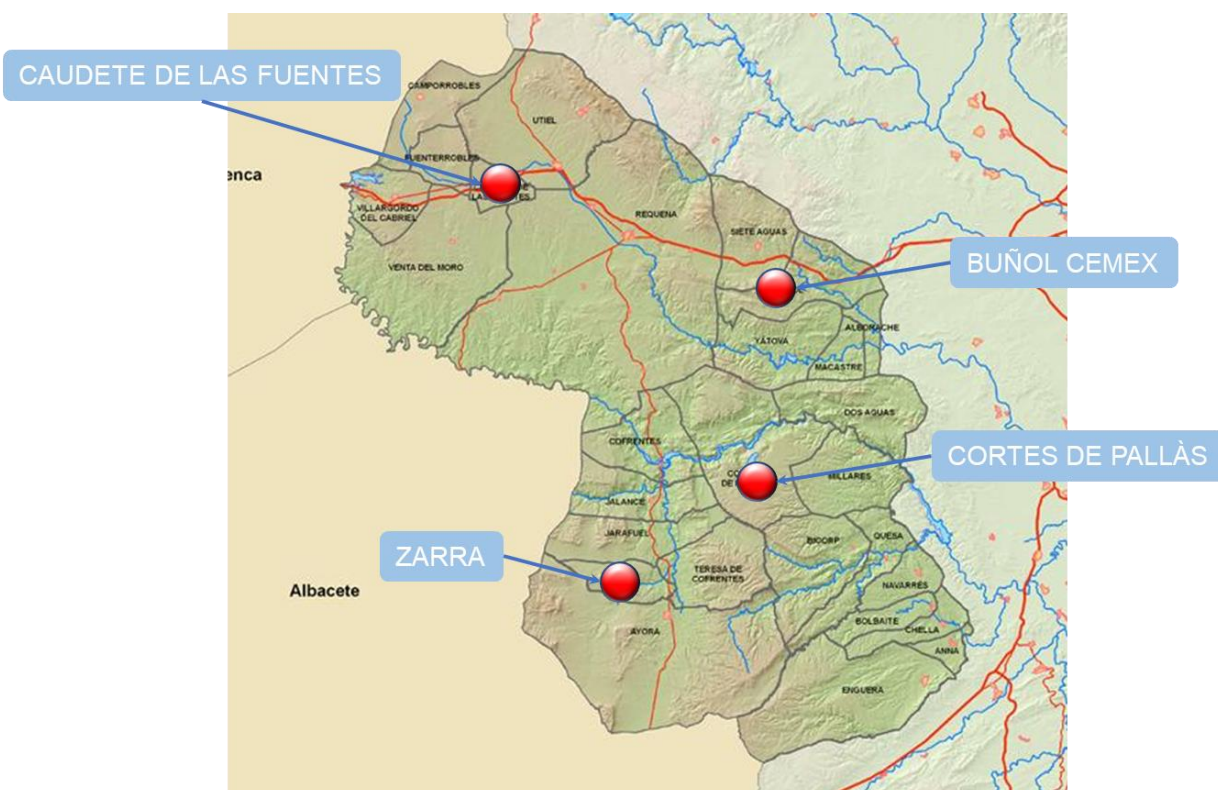 CAUDETE DE LAS FUENTES
CAMPORROBLES
UTIEL
FUENTERROBLES
enca
LAS FUENTES
VILLARGORDO
DEL CABRIEL
REQUENA
SIETE AGUAS
VENTA DEL MORO
BUÑOL CEMEX
ALBORACHE
YÁTOVA
MACASTRE
DOS AGUAS
COFRENTES
CORTES DE PALLÀS
MILLARES
JALANCE
JARAFUEL
BICORP
QUESA
ZARRA
TERESA DE
COFRENTES
Albacete
NAVARRÉS
BOLBAITE
CHELLA
AYORA
ANNA
ENGUERA